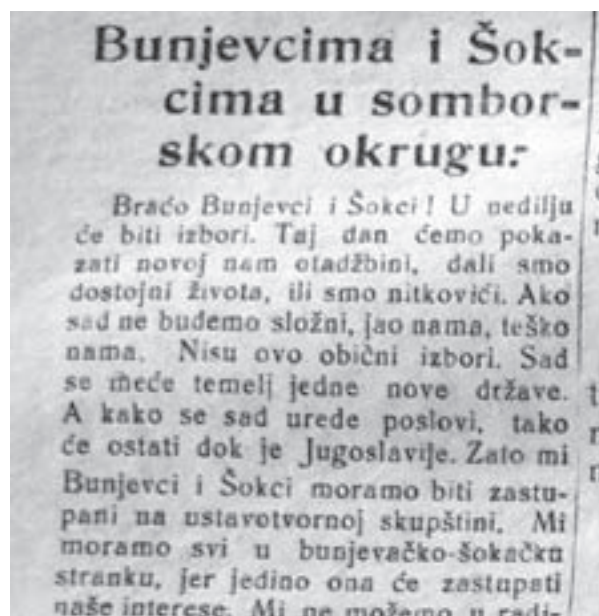 Bunjevcima i Šok-
cima u sombor-
skom okrugu:
Braćo Bunjevci i Šokci! U nedilju
će biti izbori. Taj dan ćemo poka-
zati novoj nam otadžbini, dali smo
dostojni života, ili smo nitkovići. Ako
sad ne budemo složni, jao nama, teško
nama. Nisu ovo obični izbori. Sad
se meće temelj jedne nove države.
A kako se sad urede poslovi, tako
će ostati dok je Jugoslavije. Zato mi
Bunjevci i Šokci moramo biti zastu-
pani na ustavotvornoj skupštini. Mi
moramo svi u bunjevačko-šokačku
stranku, jer jedino ona će zastupati
naše interese. Mi ne možemo u